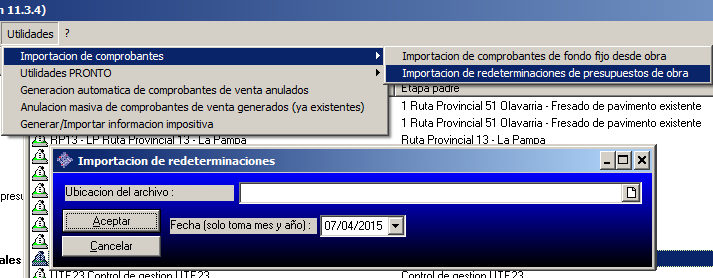 n 11.3.4)
Utilidades ?
Importacion de comprobantes
Utilidades PRONTO
Generacion automatica de comprobantes de venta anulados
Anulacion masiva de comprobantes de venta generados (ya existentes)
Generar/Importar informacion impositiva
Importacion de comprobantes de fondo fijo desde obra
Importacion de redeterminaciones de presupuestos de obra
Etapa padre
1 Ruta Provincial 51 Olavarria - Fresado de pavimento existente
1 Ruta Provincial 51 Olavarria - Fresado de pavimento existente
RP13 - LP Ruta Provincial 13 - La Pampa
Ruta Provincial 13 - La Pampa
Importacion de redeterminaciones
Ubicacion del archivo :
Aceptar
Fecha (solo toma mes y año) :
07/04/2015
Cancelar
presu
ales
UTE23 Control de gestion UTE23
Control de gestion UTE23